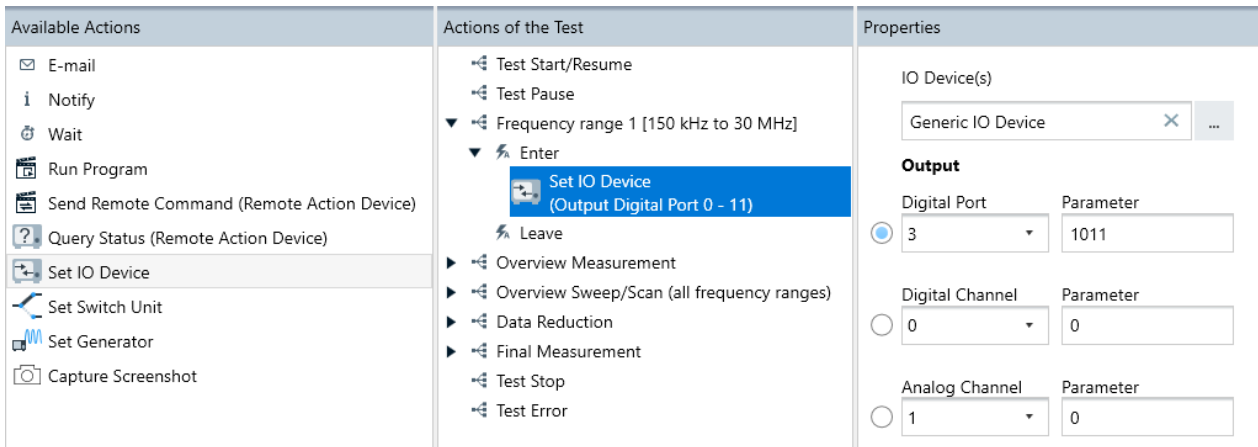 Available Actions
E-mail
Notify
Wait
Run Program
Send Remote Command (Remote Action Device)
Query Status (Remote Action Device)
Set IO Device
Set Switch Unit
Set Generator
Capture Screenshot
Actions of the Test
Test Start/Resume
Test Pause
Frequency range 1 [150 kHz to 30 MHz]
Enter
Set IO Device
(Output Digital Port 0 - 11)
Leave
Overview Measurement
Overview Sweep/Scan (all frequency ranges)
Data Reduction
Final Measurement
Test Stop
Test Error
Properties
IO Device(s)
Generic IO Device ...
Output
Digital Port Parameter
3 1011
Digital Channel Parameter
0 0
Analog Channel Parameter
1 0